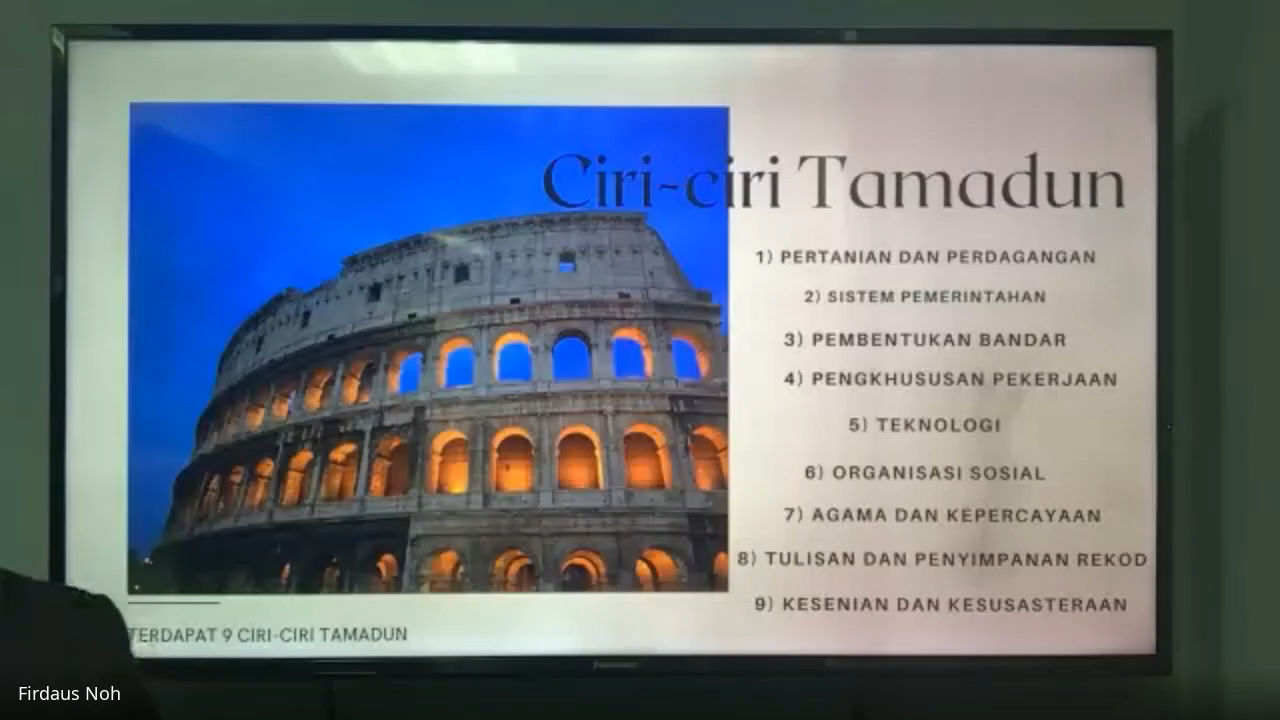 Ciri-ciri Tamadun
1) PERTANIAN DAN PERDAGANGAN
2) SISTEM PEMERINTAHAN
3) PEMBENTUKAN BANDAR
4) PENGKHUSUSAN PEKERJAAN
5) TEKNOLOGI
6) ORGANISASI SOSIAL
7) AGAMA DAN KEPERCAYAAN
8) TULISAN DAN PENYIMPANAN REKOD
9) KESENIAN DAN KESUSASTERAAN
TERDAPAT 9 CIRI-CIRI TAMADUN
Firdaus Noh